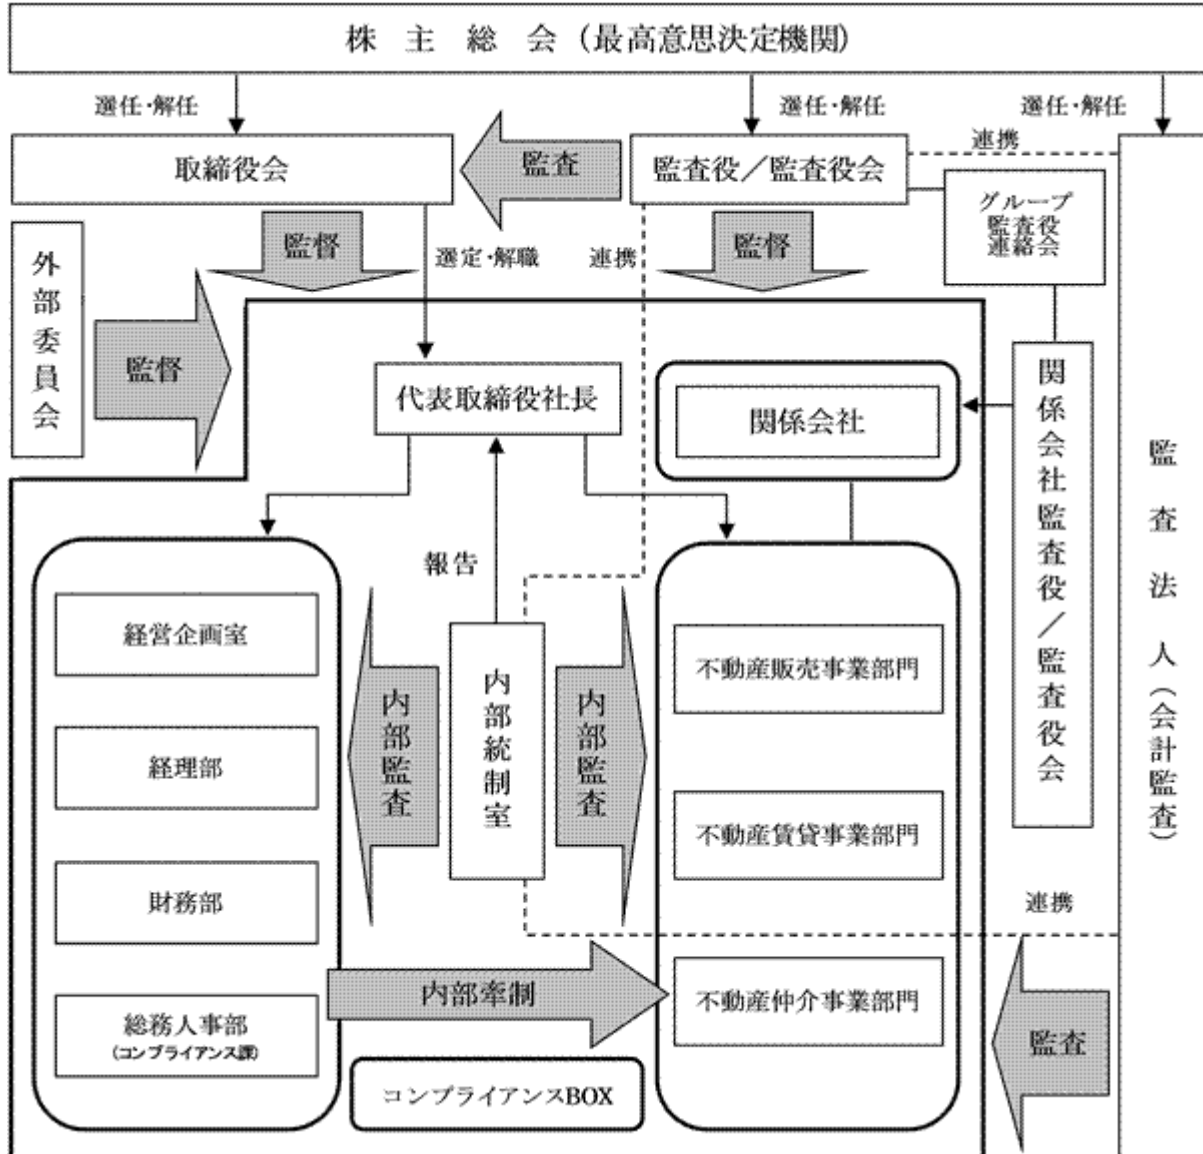 株主総会（最高意思決定機関）
選任・解任
選任・解任
選任・解任
取締役会
監査
監査役／監査役会
連携
グループ
監査役
連絡会
外部委員会
監督
選定・解職
連携
監督
監督
代表取締役社長
関係会社
関係会社監査役／監査役会
監査法人（会計監査）
報告
経営企画室
経理部
財務部
総務人事部
（コンプライアンス課）
内部監査
内部統制室
内部監査
不動産販売事業部門
不動産賃貸事業部門
不動産仲介事業部門
連携
内部牽制
監査
コンプライアンスBOX